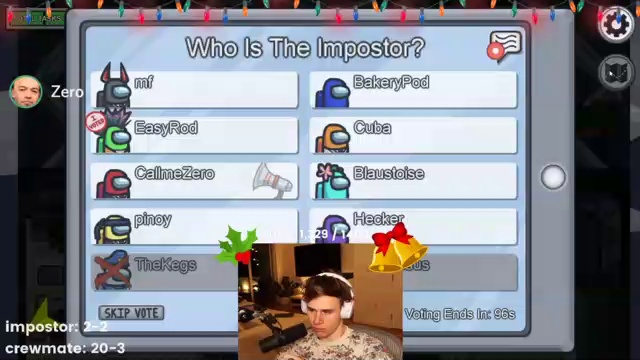 Who Is The Impostor?
mf
BakeryPod
Zero
I VOTED
EasyRod
Cuba
CallmeZero
Blaustoise
pinoy
Hecker
TheKegs
SKIP VOTE
Voting Ends In: 96s
impostor: 2-2
crewmate: 20-3